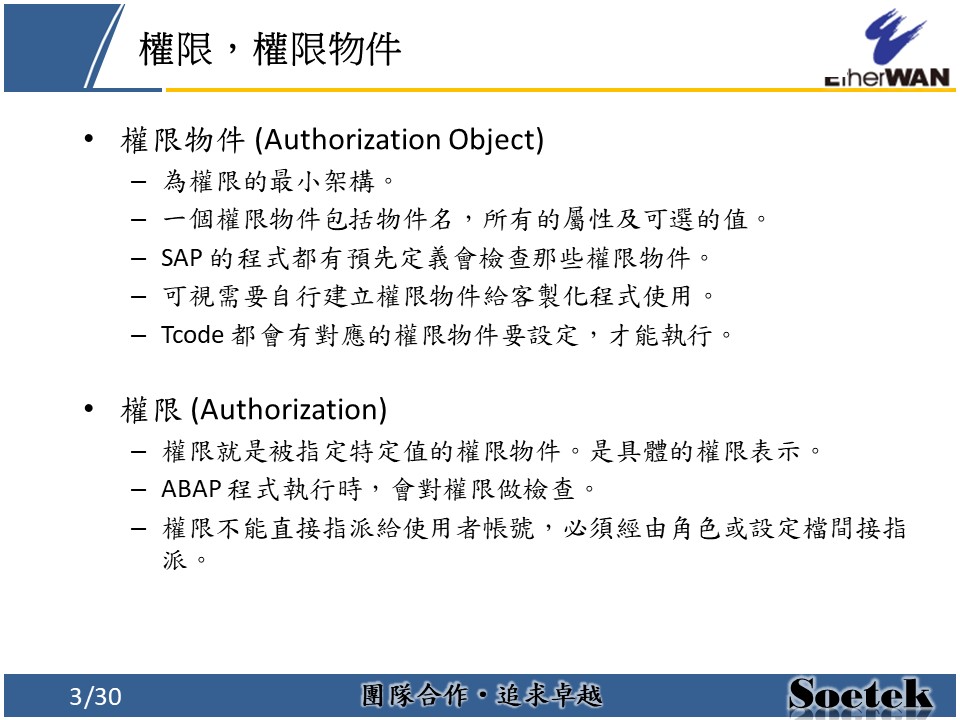 權限，權限物件
EtherWAN
• 權限物件 (Authorization Object)
– 為權限的最小架構。
– 一個權限物件包括物件名，所有的屬性及可選的值。
– SAP 的程式都有預先定義會檢查那些權限物件。
– 可視需要自行建立權限物件給客製化程式使用。
– Tcode 都會有對應的權限物件要設定，才能執行。
• 權限 (Authorization)
– 權限就是被指定特定值的權限物件。是具體的權限表示。
– ABAP 程式執行時，會對權限做檢查。
– 權限不能直接指派給使用者帳號，必須經由角色或設定檔間接指
派。
3/30
團隊合作・追求卓越
Soetek